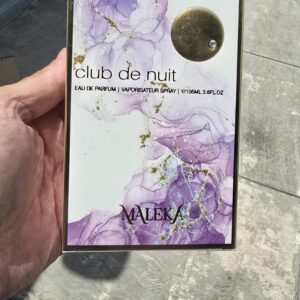 club de nuit
EAU DE PARFUM | VAPORISATEUR SPRAY | ℮105ML 3.6FL.OZ
MALEKA